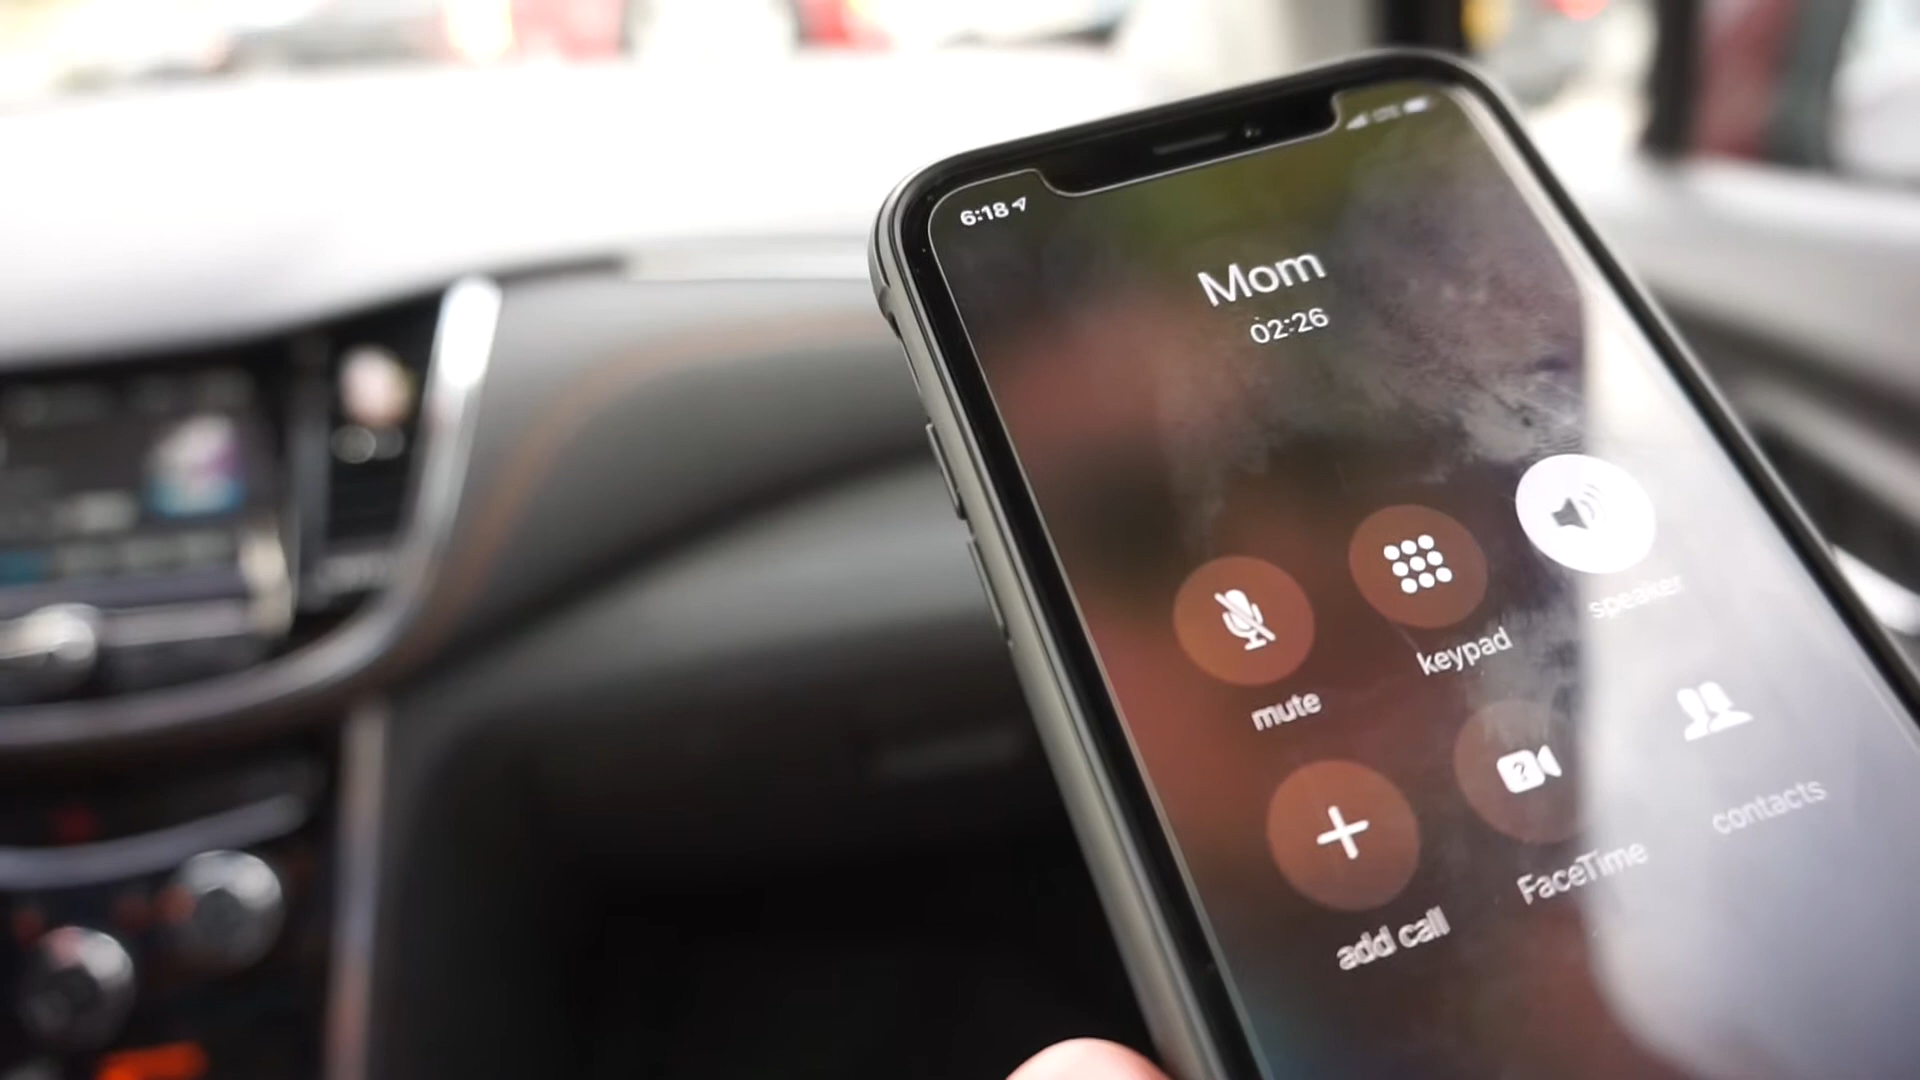 6:18
Mom
02:26
mute
keypad
speaker
add call
FaceTime
contacts